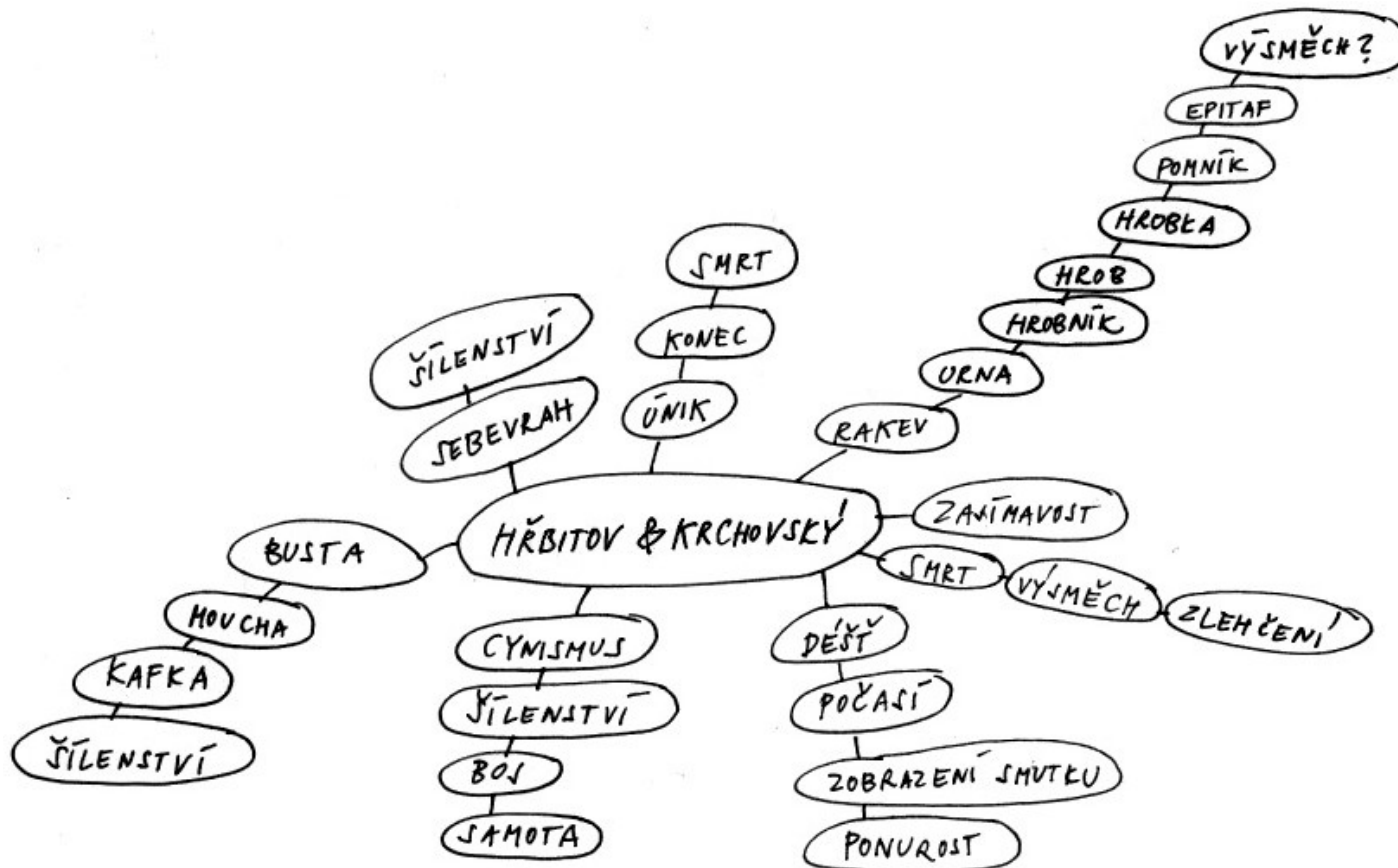 VÝSMĚCH?
EPITAF
POMNÍK
HROBKA
HROB
HROBNÍK
URNA
RAKEV
SMRT
KONEC
ÚNIK
ŠÍLENSTVÍ
SEBEVRAH
HŘBITOV & KRCHOVSKÝ
ZAJÍMAVOST
SMRT
VÝSMĚCH
ZLEHČENÍ
BUSTA
MOUCHA
KAFKA
ŠÍLENSTVÍ
CYNISMUS
ŠÍLENSTVÍ
BOJ
SAMOTA
DÉŠŤ
POČASÍ
ZOBRAZENÍ SMUTKU
PONUROST